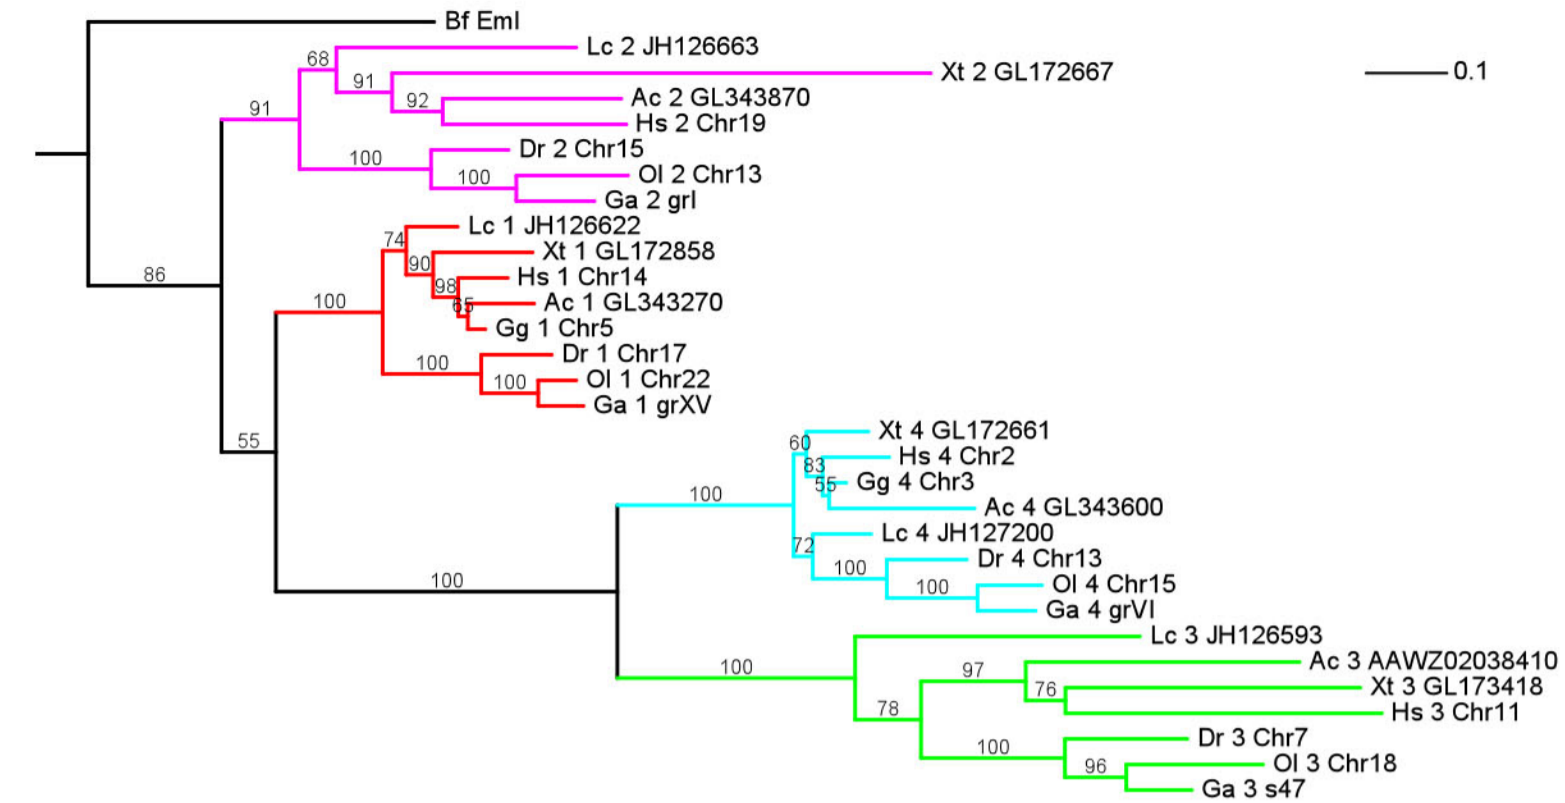 Bf Eml
Lc 2 JH126663
68
Xt 2 GL172667
0.1
91
Ac 2 GL343870
92
91
Hs 2 Chr19
Dr 2 Chr15
100
Ol 2 Chr13
100
Ga 2 grI
Lc 1 JH126622
74
Xt 1 GL172858
90
86
Hs 1 Chr14
98
100
65
Ac 1 GL343270
Gg 1 Chr5
Dr 1 Chr17
100
Ol 1 Chr22
100
Ga 1 grXV
Xt 4 GL172661
55
60
Hs 4 Chr2
83
Gg 4 Chr3
55
100
Ac 4 GL343600
Lc 4 JH127200
72
Dr 4 Chr13
100
100
Ol 4 Chr15
100
Ga 4 grVI
Lc 3 JH126593
Ac 3 AAWZ02038410
100
97
Xt 3 GL173418
76
78
Hs 3 Chr11
Dr 3 Chr7
100
Ol 3 Chr18
96
Ga 3 s47